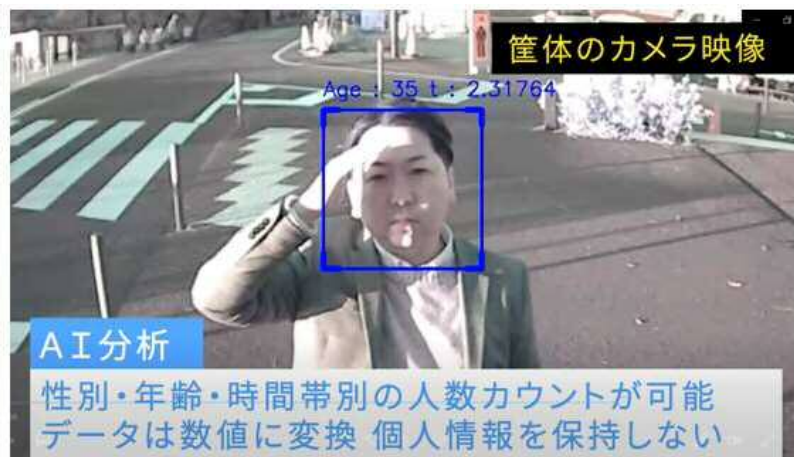 筐体のカメラ映像
Age : 35 t : 2.31764
AI分析
性別・年齢・時間帯別の人数カウントが可能
データは数値に変換 個人情報を保持しない